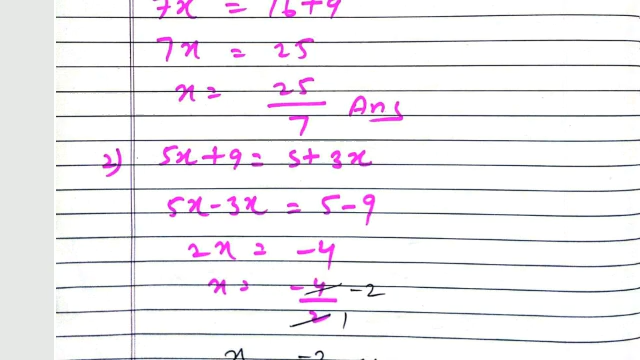 7x = 16+9
7x = 25
x = 25/7 Ans
2) 5x+9 = 5+3x
5x-3x = 5-9
2x = -4
x = -4/2 -2 1
x -2